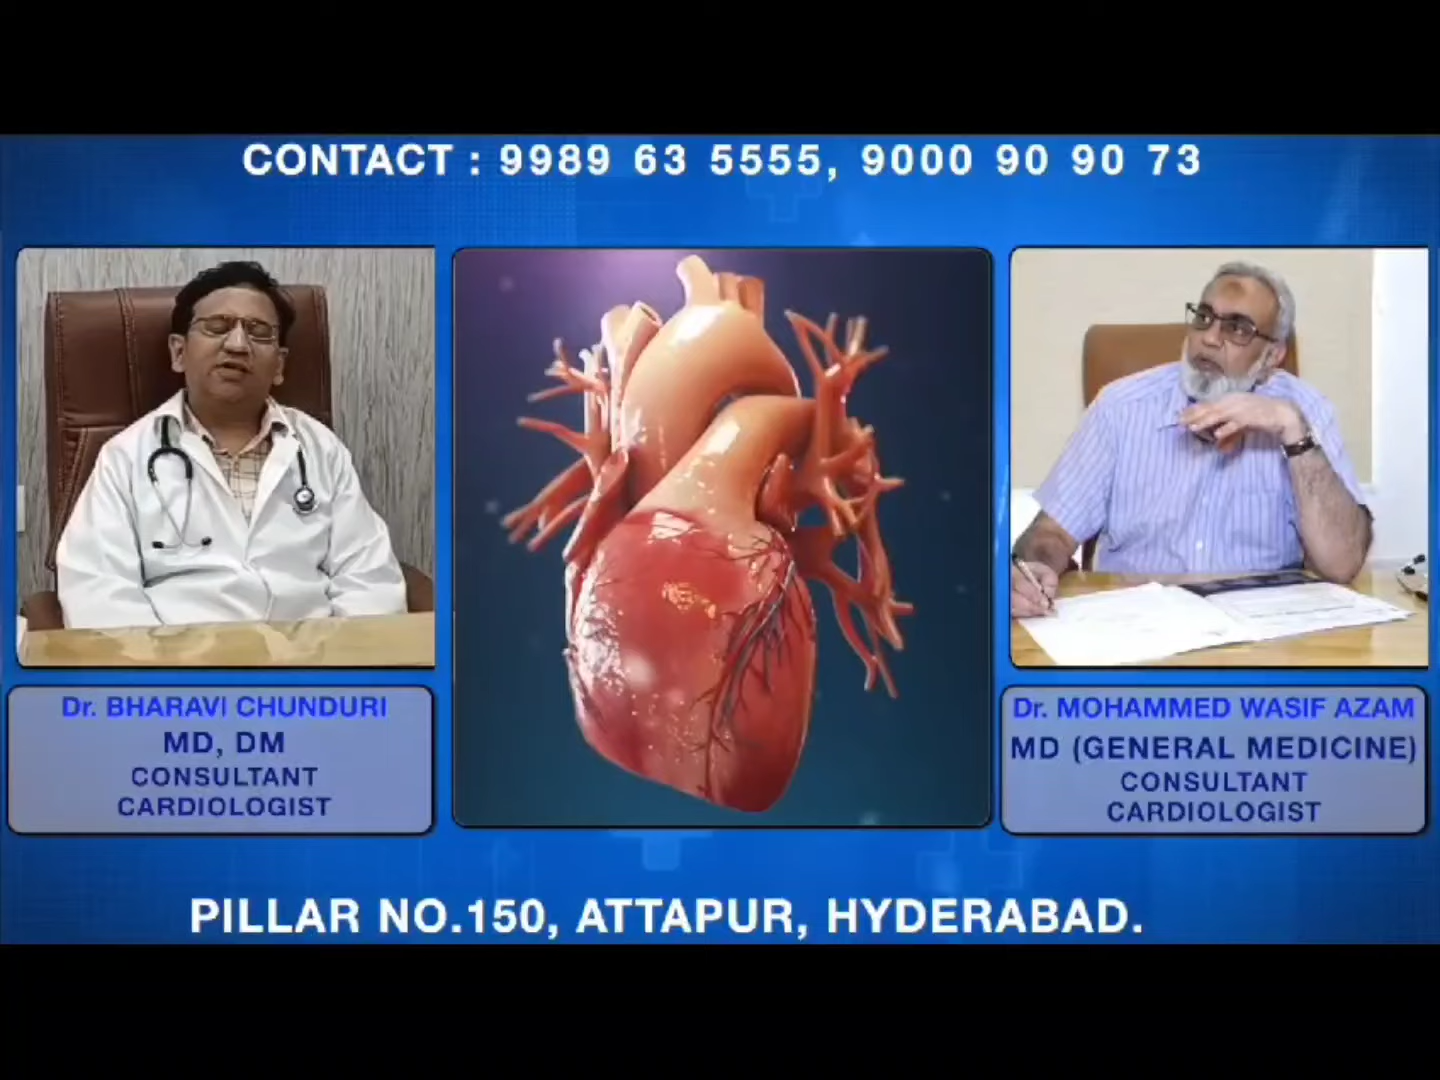 CONTACT : 9989 63 5555, 9000 90 90 73
Dr. BHARAVI CHUNDURI
MD, DM
CONSULTANT
CARDIOLOGIST
Dr. MOHAMMED WASIF AZAM
MD (GENERAL MEDICINE)
CONSULTANT
CARDIOLOGIST
PILLAR NO.150, ATTAPUR, HYDERABAD.